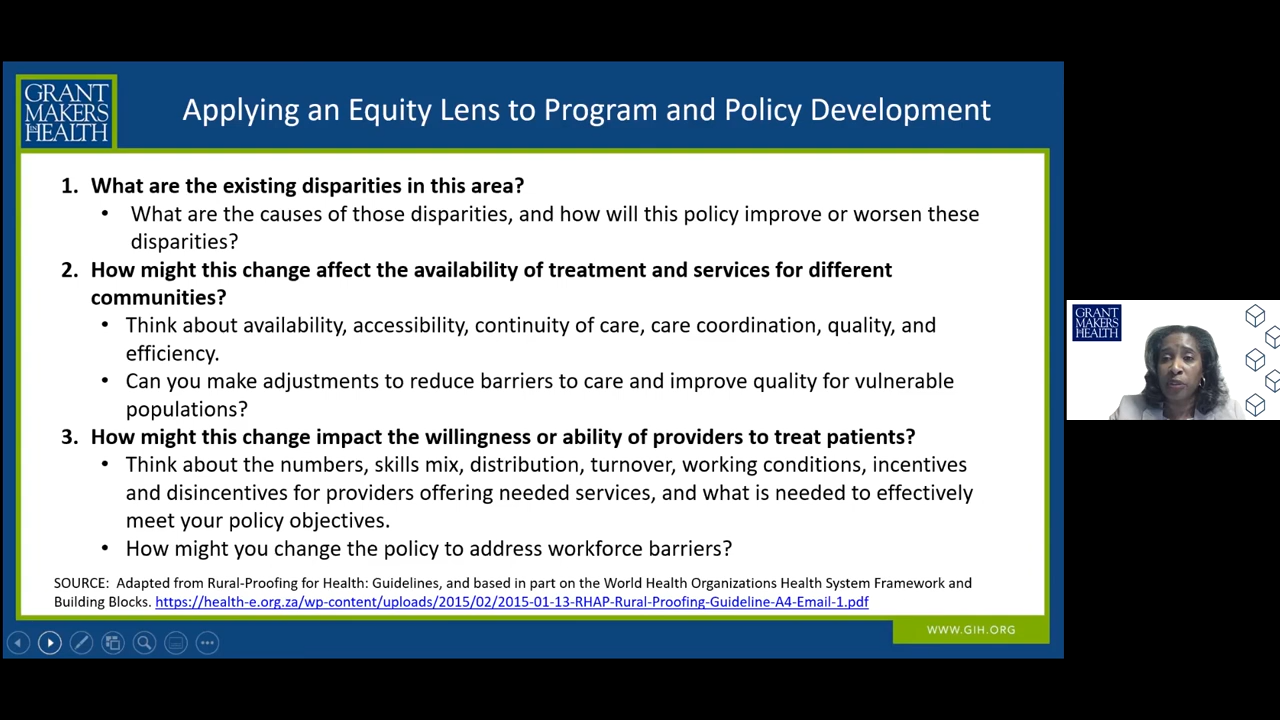 GRANT
MAKERS
IN
HEALTH
Applying an Equity Lens to Program and Policy Development
1. What are the existing disparities in this area?
• What are the causes of those disparities, and how will this policy improve or worsen these
disparities?
2. How might this change affect the availability of treatment and services for different
communities?
• Think about availability, accessibility, continuity of care, care coordination, quality, and
efficiency.
• Can you make adjustments to reduce barriers to care and improve quality for vulnerable
populations?
3. How might this change impact the willingness or ability of providers to treat patients?
• Think about the numbers, skills mix, distribution, turnover, working conditions, incentives
and disincentives for providers offering needed services, and what is needed to effectively
meet your policy objectives.
• How might you change the policy to address workforce barriers?
SOURCE: Adapted from Rural-Proofing for Health: Guidelines, and based in part on the World Health Organizations Health System Framework and
Building Blocks. https://health-e.org.za/wp-content/uploads/2015/02/2015-01-13-RHAP-Rural-Proofing-Guideline-A4-Email-1.pdf
WWW.GIH.ORG
GRANT
MAKERS
IN
HEALTH